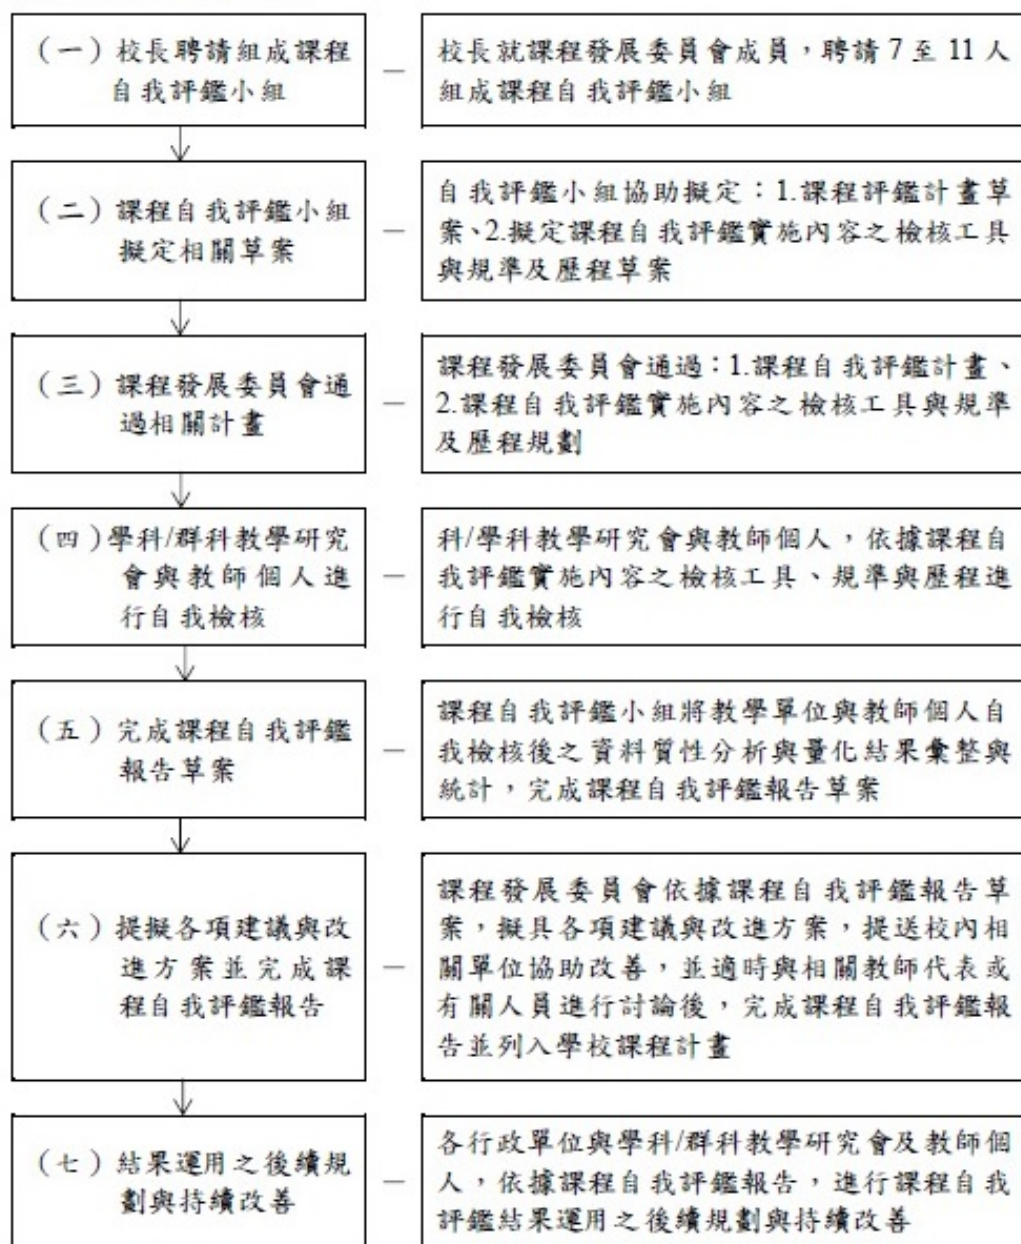 （一）校長聘請組成課程
自我評鑑小組
校長就課程發展委員會成員，聘請 7 至 11 人
組成課程自我評鑑小組
（二）課程自我評鑑小組
擬定相關草案
自我評鑑小組協助擬定：1.課程評鑑計畫草
案、2.擬定課程自我評鑑實施內容之檢核工具
與規準及歷程草案
（三）課程發展委員會通
過相關計畫
課程發展委員會通過：1.課程自我評鑑計畫、
2.課程自我評鑑實施內容之檢核工具與規準
及歷程規劃
（四）學科/群科教學研究
會與教師個人進
行自我檢核
科/學科教學研究會與教師個人，依據課程自
我評鑑實施內容之檢核工具、規準與歷程進
行自我檢核
（五）完成課程自我評鑑
報告草案
課程自我評鑑小組將教學單位與教師個人自
我檢核後之資料質性分析與量化結果彙整與
統計，完成課程自我評鑑報告草案
（六）提擬各項建議與改
進方案並完成課
程自我評鑑報告
課程發展委員會依據課程自我評鑑報告草
案，擬具各項建議與改進方案，提送校內相
關單位協助改善，並適時與相關教師代表或
有關人員進行討論後，完成課程自我評鑑報
告並列入學校課程計畫
（七）結果運用之後續規
劃與持續改善
各行政單位與學科/群科教學研究會及教師個
人，依據課程自我評鑑報告，進行課程自我
評鑑結果運用之後續規劃與持續改善